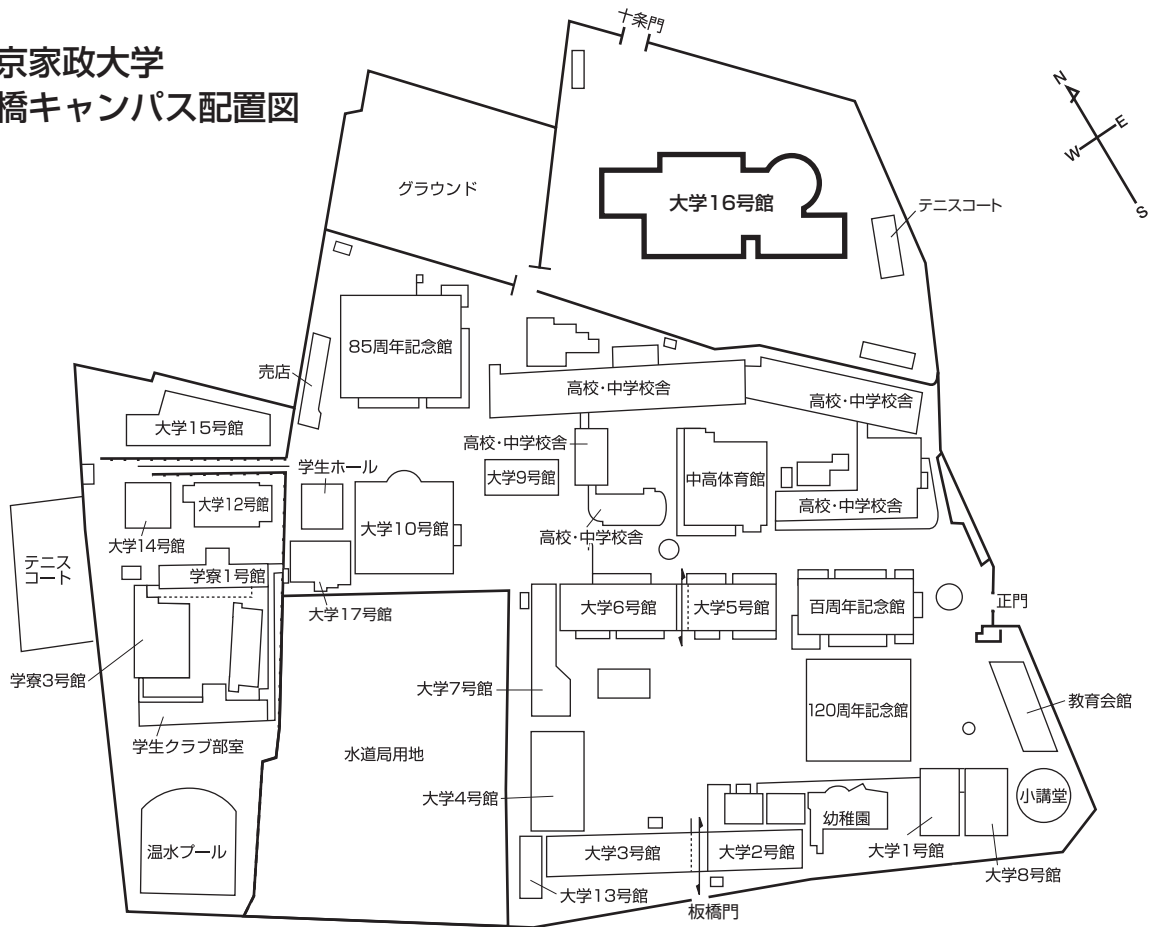 京家政大学
橋キャンパス配置図
十条門
N
E
W
S
グラウンド
大学16号館
テニスコート
85周年記念館
売店
高校・中学校舎
高校・中学校舎
大学15号館
高校・中学校舎
学生ホール
大学9号館
中高体育館
大学12号館
高校・中学校舎
大学10号館
高校・中学校舎
大学14号館
テニス
コート
学寮1号館
大学17号館
大学6号館
大学5号館
百周年記念館
正門
学寮3号館
大学7号館
教育会館
120周年記念館
学生クラブ部室
水道局用地
大学4号館
小講堂
幼稚園
温水プール
大学3号館
大学2号館
大学1号館
大学8号館
大学13号館
板橋門